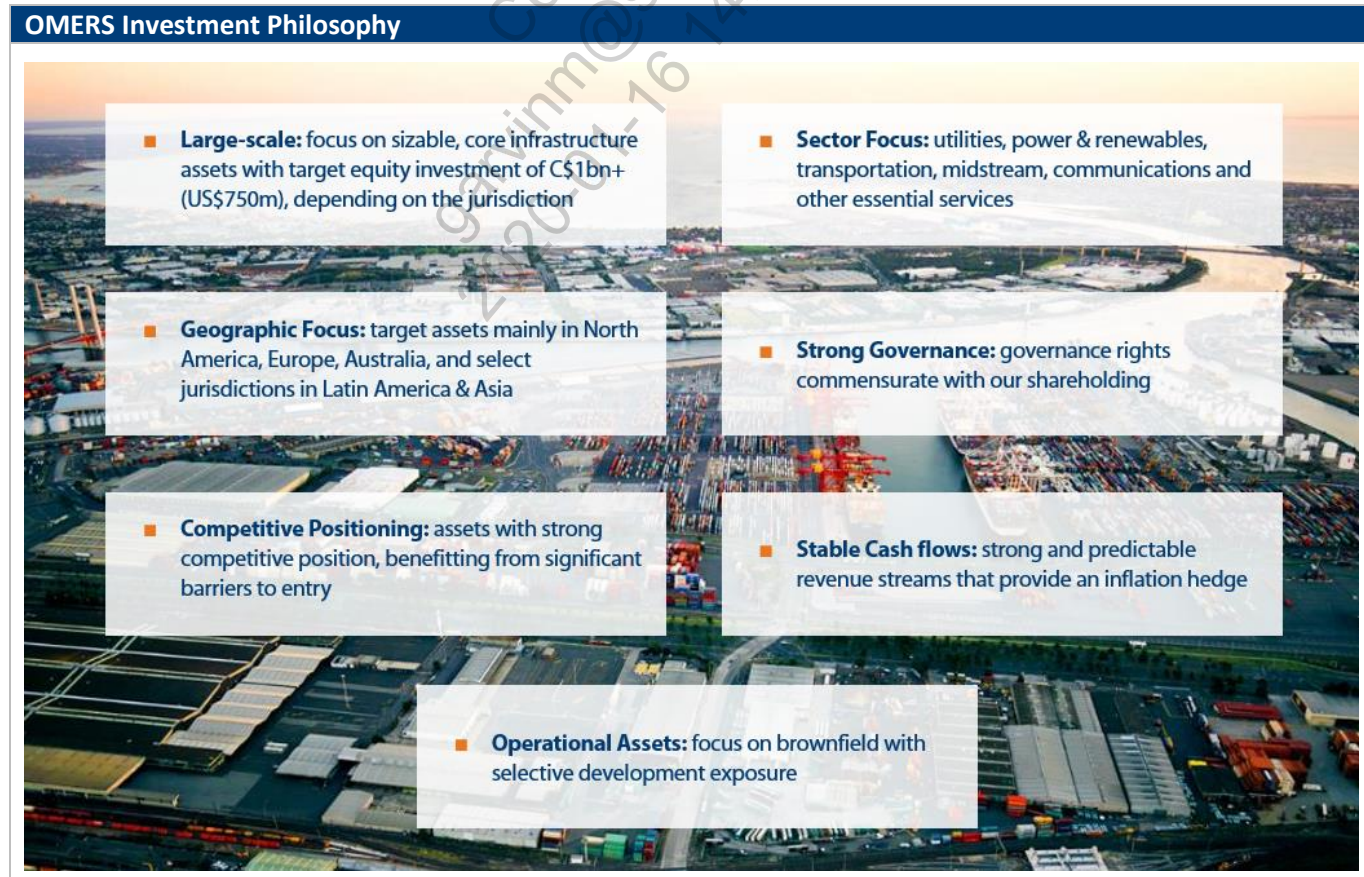 OMERS Investment Philosophy
Large-scale: focus on sizable, core infrastructure
assets with target equity investment of C$1bn+
(US$750m), depending on the jurisdiction
Sector Focus: utilities, power & renewables,
transportation, midstream, communications and
other essential services
Geographic Focus: target assets mainly in North
America, Europe, Australia, and select
jurisdictions in Latin America & Asia
Strong Governance: governance rights
commensurate with our shareholding
Competitive Positioning: assets with strong
competitive position, benefitting from significant
barriers to entry
Stable Cash flows: strong and predictable
revenue streams that provide an inflation hedge
Operational Assets: focus on brownfield with
selective development exposure
garvinm@
2020-01-16 14